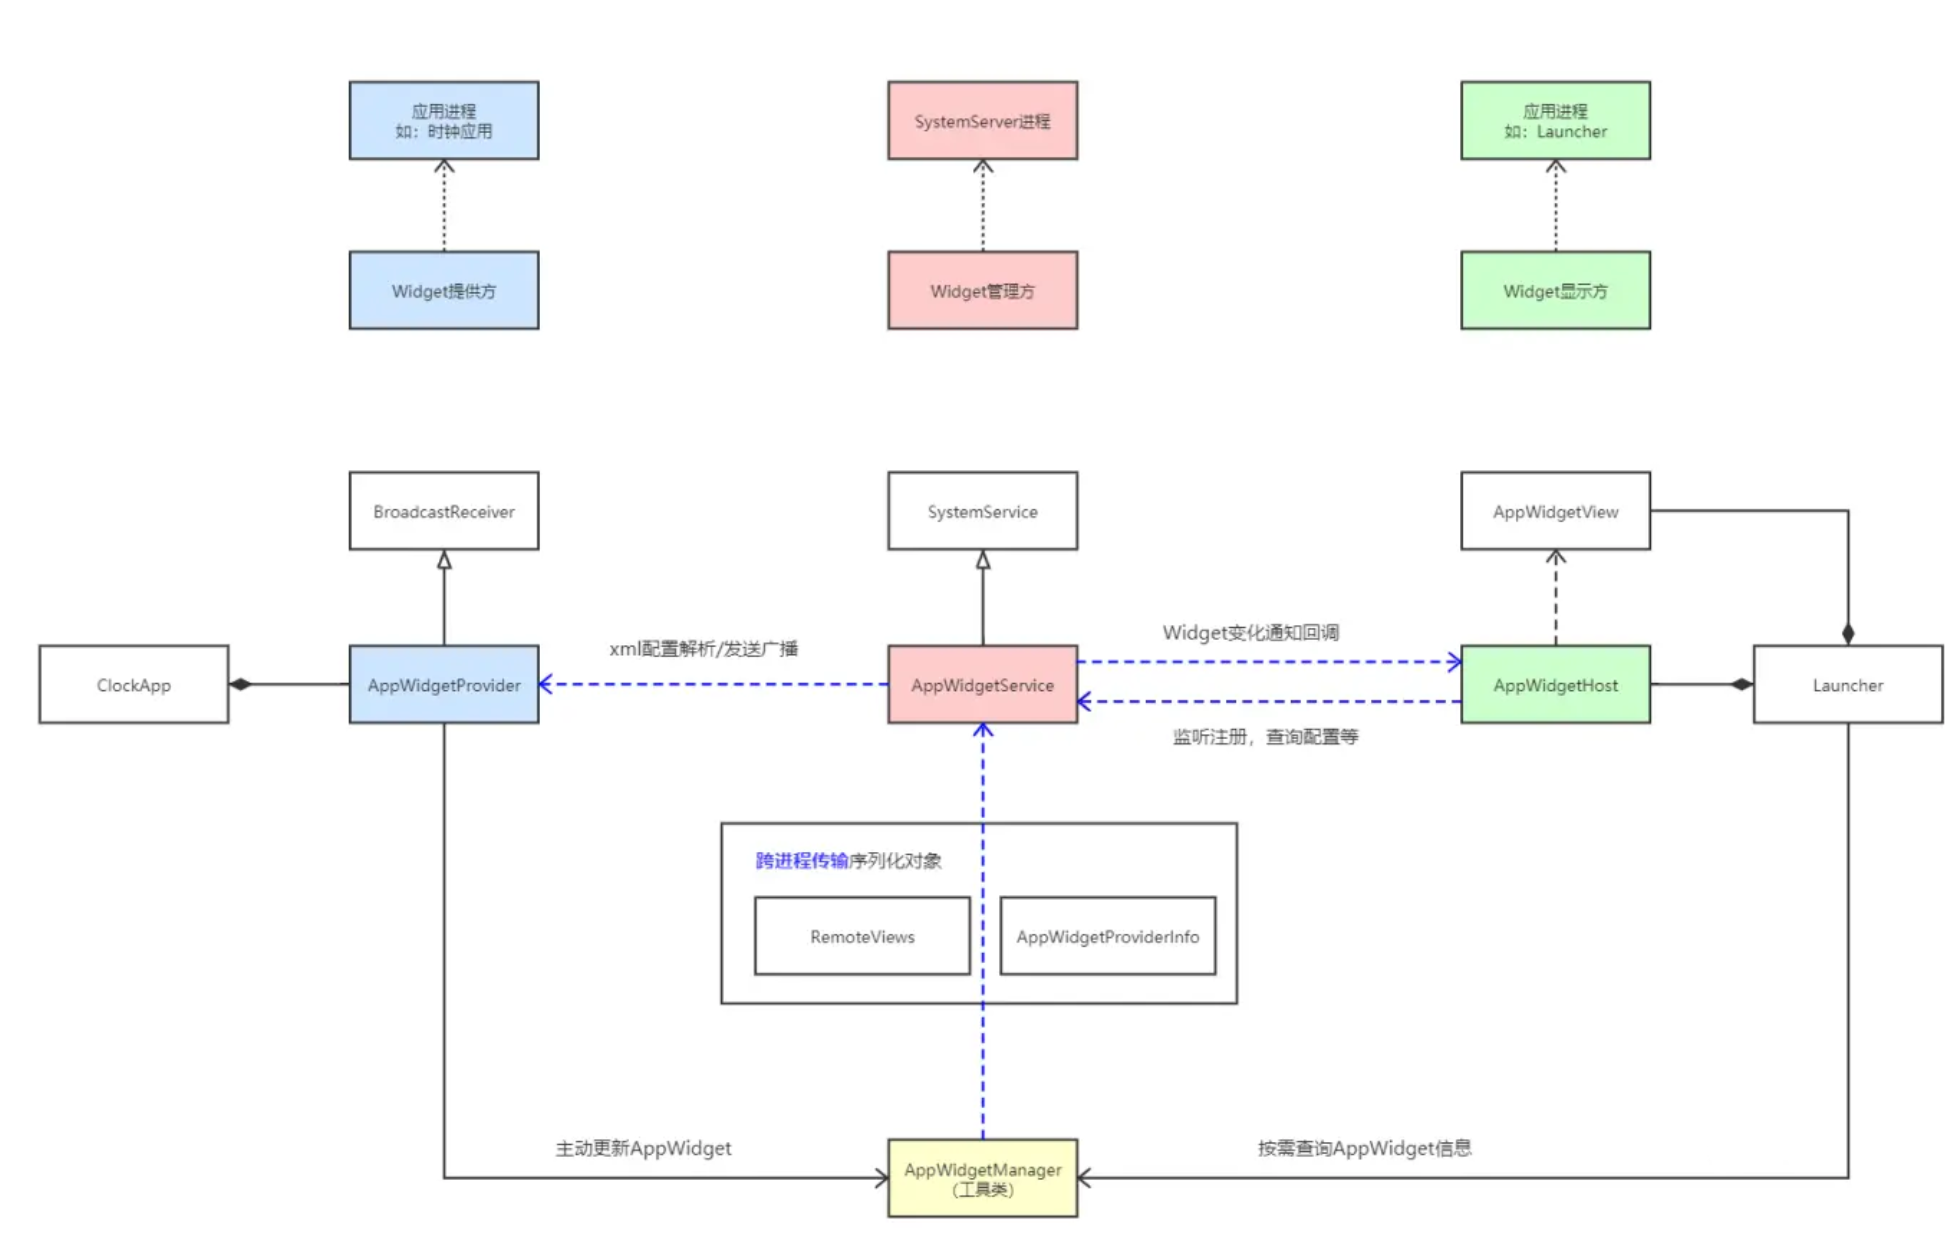 应用进程
如：时钟应用
SystemServer进程
应用进程
如：Launcher
Widget提供方
Widget管理方
Widget显示方
BroadcastReceiver
SystemService
AppWidgetView
xml配置解析/发送广播
Widget变化通知回调
ClockApp
AppWidgetProvider
AppWidgetService
AppWidgetHost
Launcher
监听注册，查询配置等
跨进程传输序列化对象
RemoteViews
AppWidgetProviderInfo
主动更新AppWidget
按需查询AppWidget信息
AppWidgetManager
（工具类）